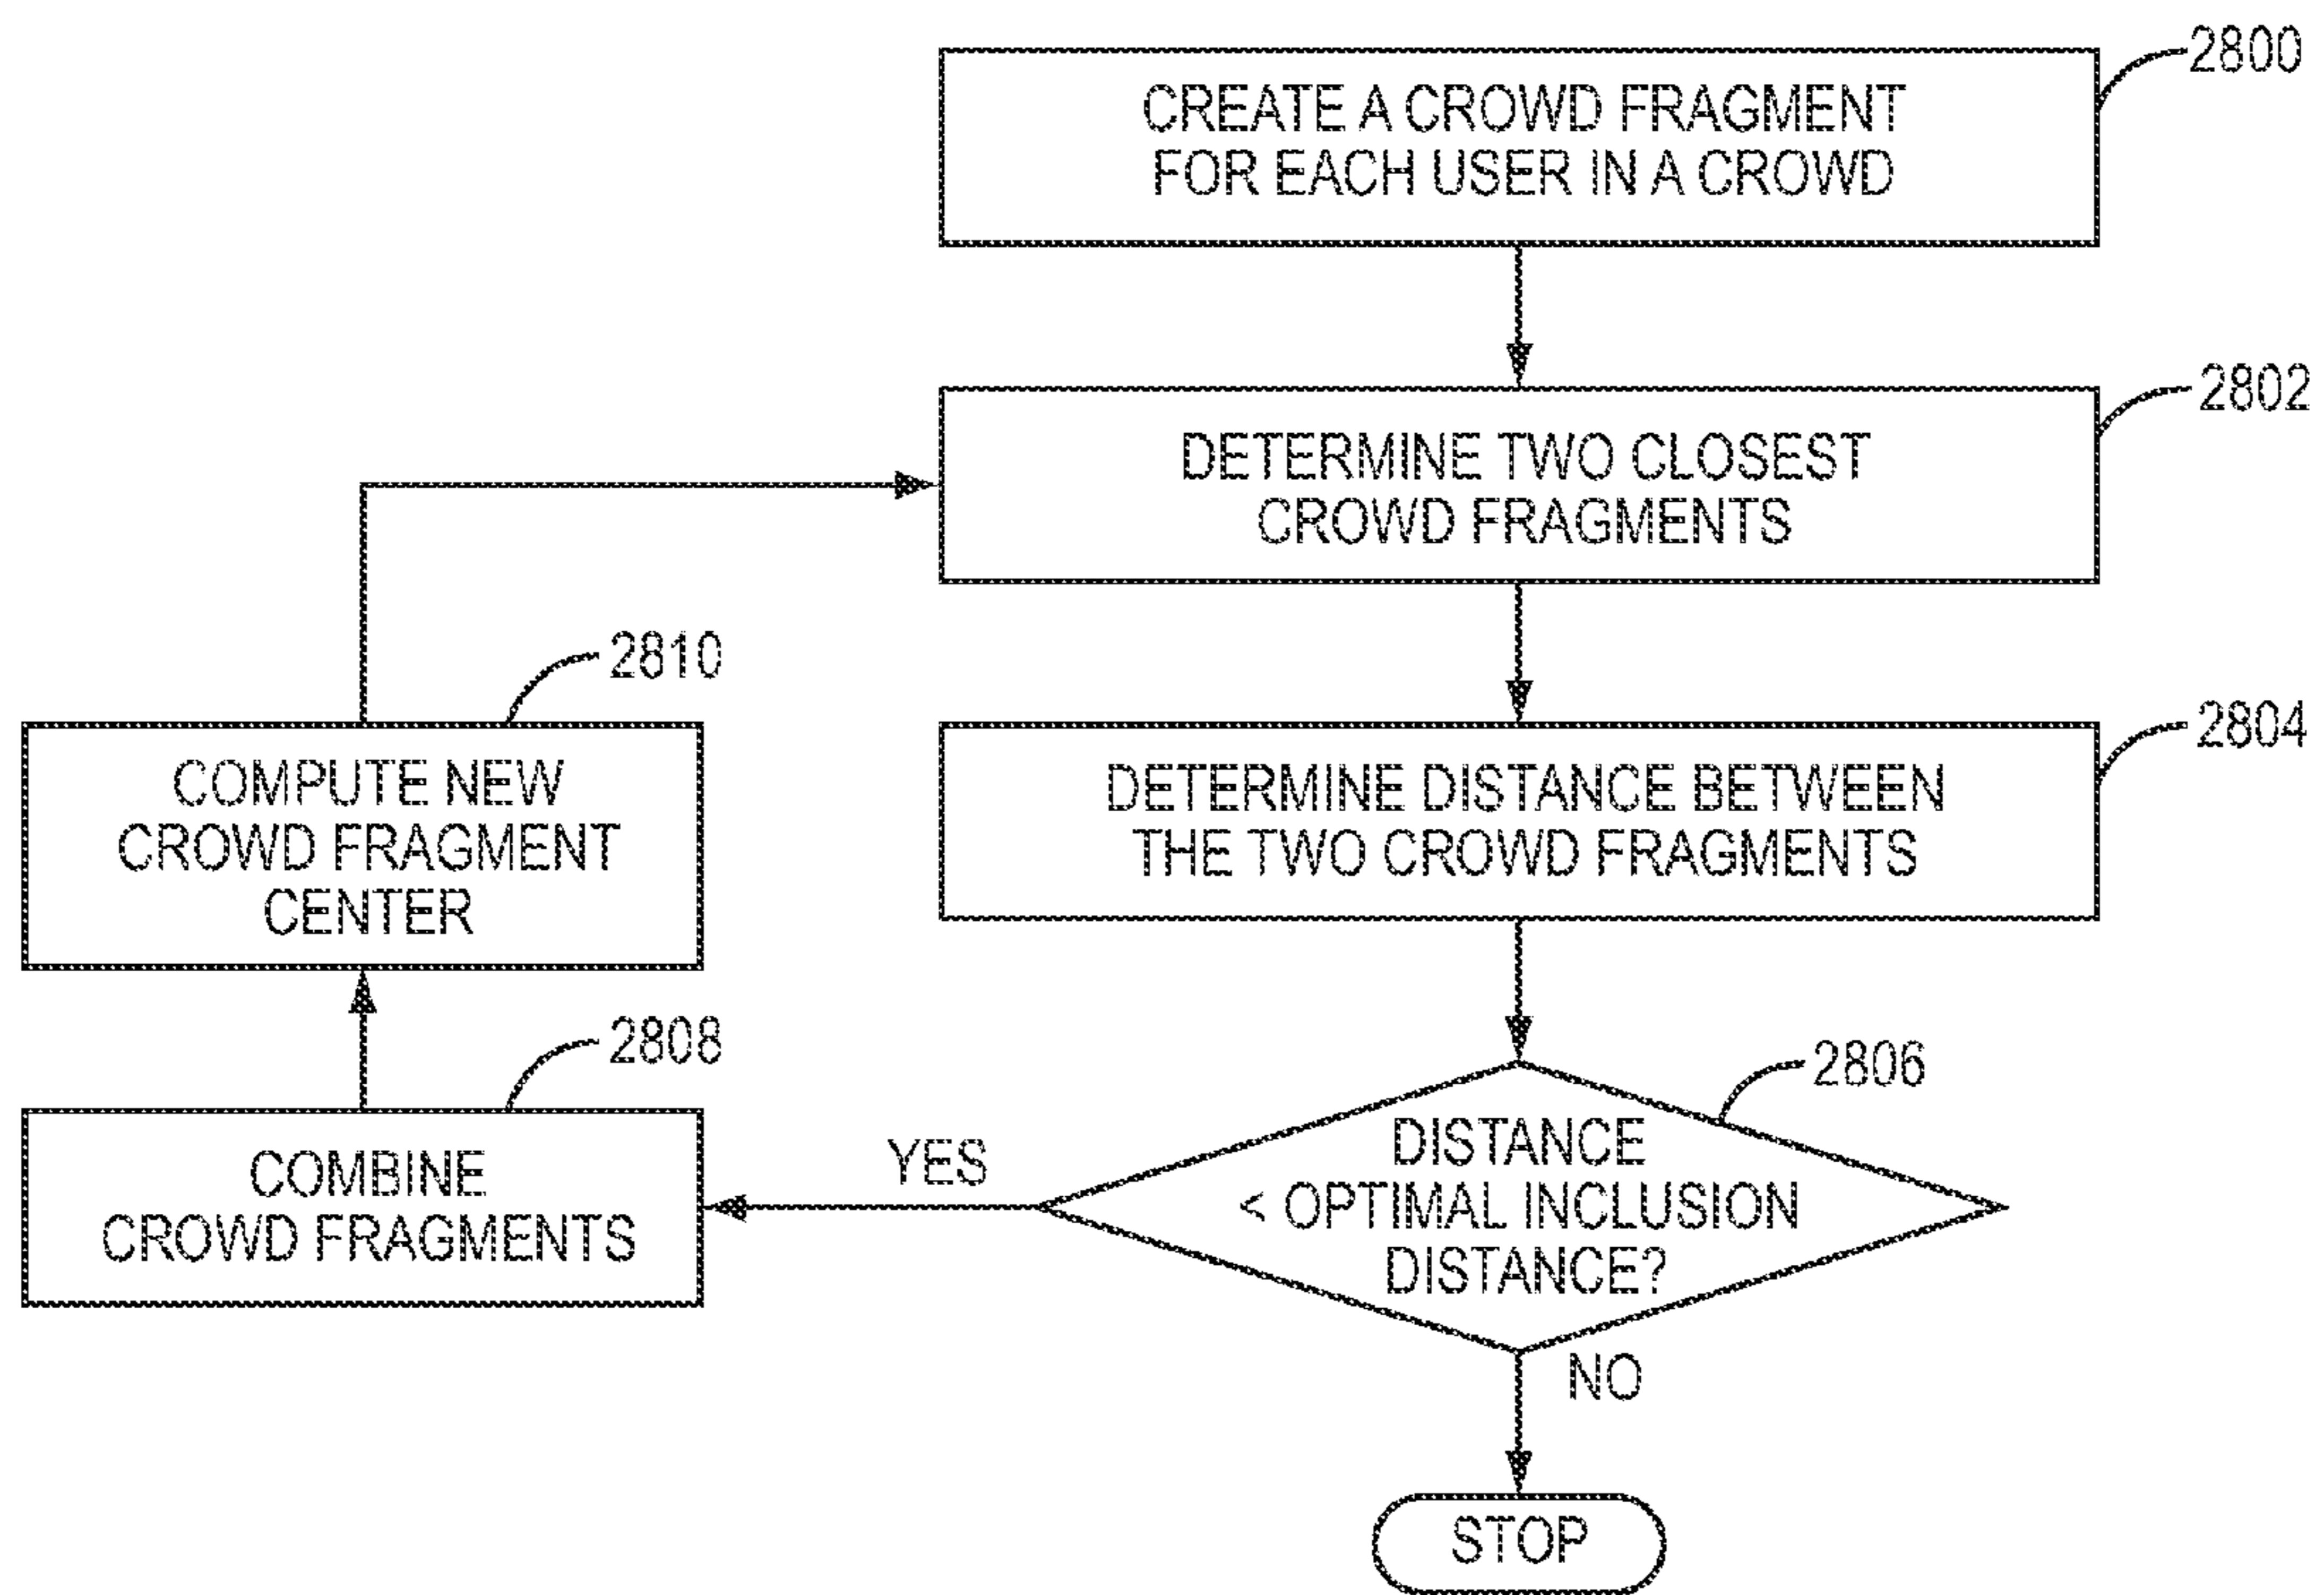 2800
CREATE A CROWD FRAGMENT
FOR EACH USER IN A CROWD
2802
DETERMINE TWO CLOSEST
CROWD FRAGMENTS
2804
DETERMINE DISTANCE BETWEEN
THE TWO CROWD FRAGMENTS
2806
DISTANCE
< OPTIMAL INCLUSION
DISTANCE?
YES
2808
COMBINE
CROWD FRAGMENTS
2810
COMPUTE NEW
CROWD FRAGMENT
CENTER
NO
STOP